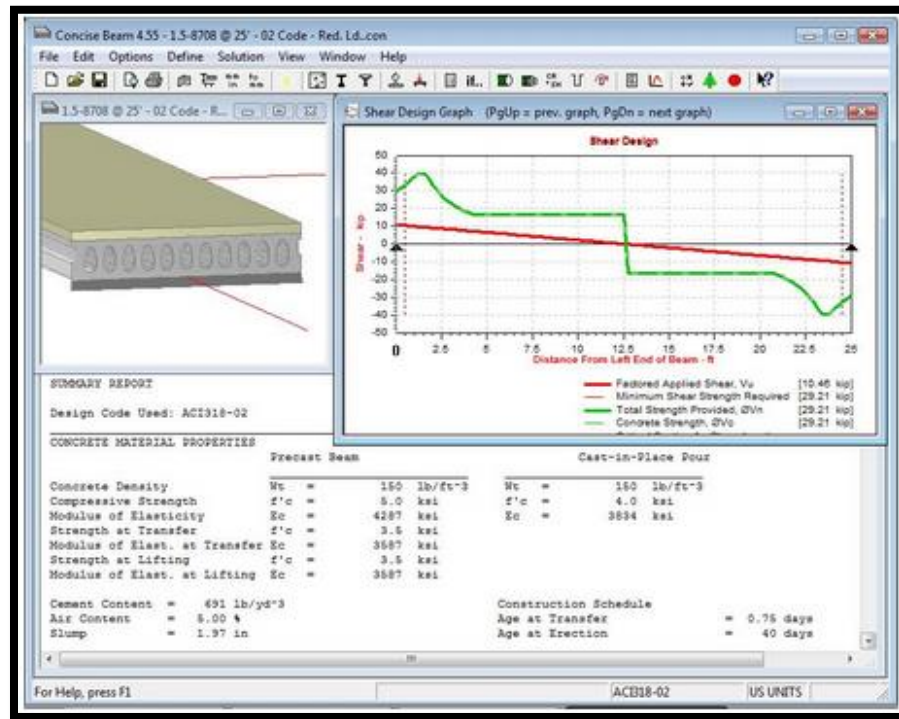 Concise Beam 4.55 - 1.5-8708 @ 25' - 02 Code - Red. Ld..con
File Edit Options Define Solution View Window Help
1.5-8708 @ 25' - 02 Code - R...
Shear Design Graph (PgUp = prev. graph, PgDn = next graph)
Shear Design
Shear - kip
50
40
30
20
10
0
-10
-20
-30
-40
-50
0 2.5 5 7.5 10 12.5 15 17.5 20 22.5 25
Distance From Left End of Beam - ft
Factored Applied Shear, Vu [10.46 kip]
Minimum Shear Strength Required [29.21 kip]
Total Strength Provided, ØVn [29.21 kip]
Concrete Strength, ØVc [29.21 kip]
SUMMARY REPORT
Design Code Used: ACI318-02
CONCRETE MATERIAL PROPERTIES
Precast Beam Cast-in-Place Pour
Concrete Density Wt = 150 lb/ft^3 Wt = 150 lb/ft^3
Compressive Strength f'c = 5.0 ksi f'c = 4.0 ksi
Modulus of Elasticity Ec = 4287 ksi Ec = 3834 ksi
Strength at Transfer f'c = 3.5 ksi
Modulus of Elast. at Transfer Ec = 3587 ksi
Strength at Lifting f'c = 3.5 ksi
Modulus of Elast. at Lifting Ec = 3587 ksi
Cement Content = 691 lb/yd^3 Construction Schedule
Air Content = 5.00 % Age at Transfer = 0.75 days
Slump = 1.97 in Age at Erection = 40 days
For Help, press F1 ACI318-02 US UNITS